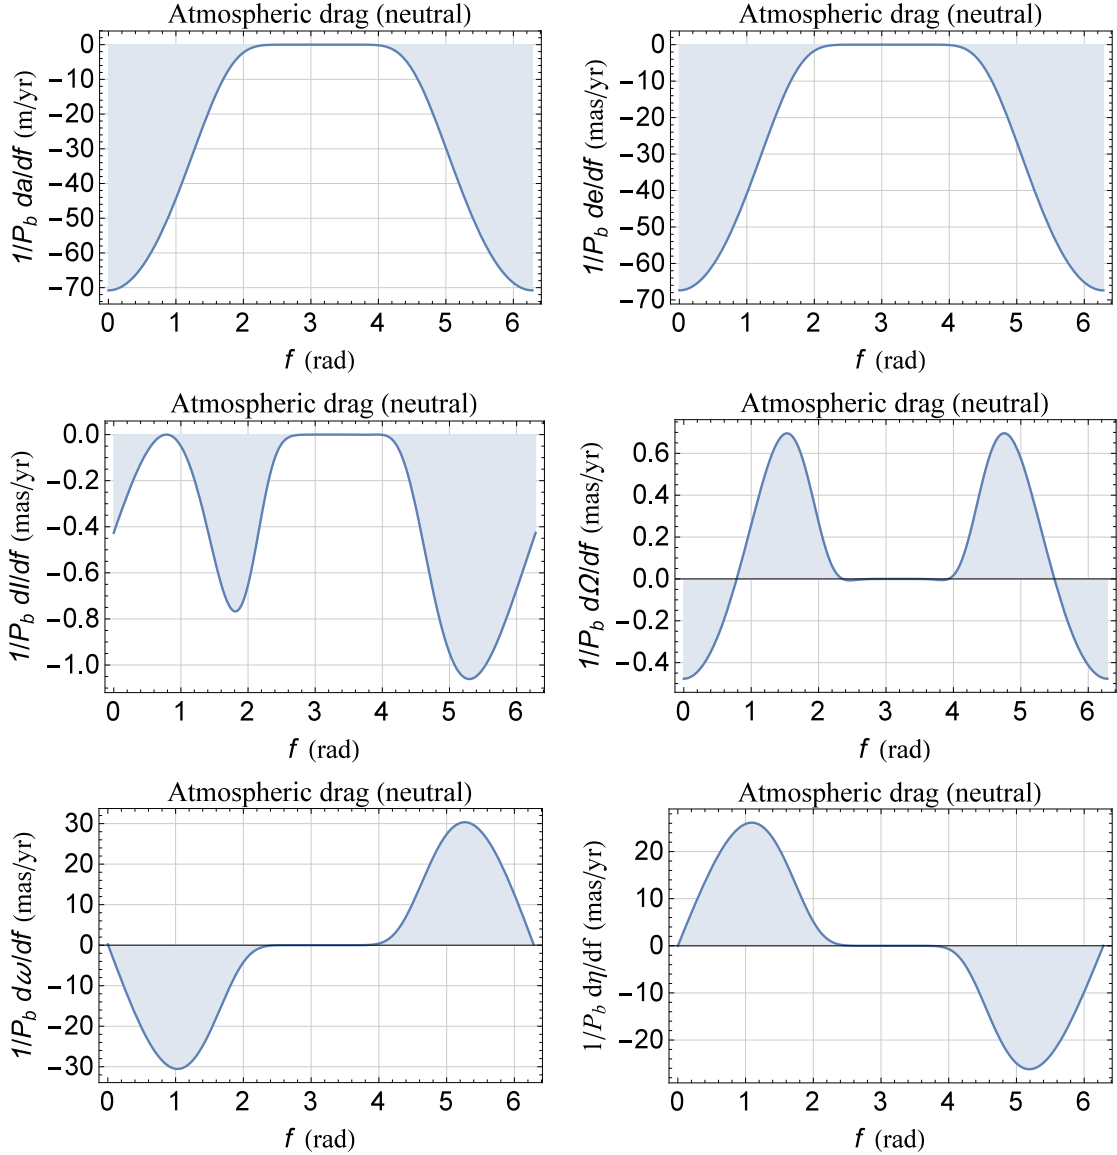 Atmospheric drag (neutral)
1/P_b da/df (m/yr)
0
−10
−20
−30
−40
−50
−60
−70
0 1 2 3 4 5 6
f (rad)
Atmospheric drag (neutral)
1/P_b de/df (mas/yr)
0
−10
−20
−30
−40
−50
−60
−70
0 1 2 3 4 5 6
f (rad)
Atmospheric drag (neutral)
1/P_b dI/df (mas/yr)
0.0
−0.2
−0.4
−0.6
−0.8
−1.0
0 1 2 3 4 5 6
f (rad)
Atmospheric drag (neutral)
1/P_b dΩ/df (mas/yr)
0.6
0.4
0.2
0.0
−0.2
−0.4
0 1 2 3 4 5 6
f (rad)
Atmospheric drag (neutral)
1/P_b dω/df (mas/yr)
30
20
10
0
−10
−20
−30
0 1 2 3 4 5 6
f (rad)
Atmospheric drag (neutral)
1/P_b dη/df (mas/yr)
20
10
0
−10
−20
0 1 2 3 4 5 6
f (rad)